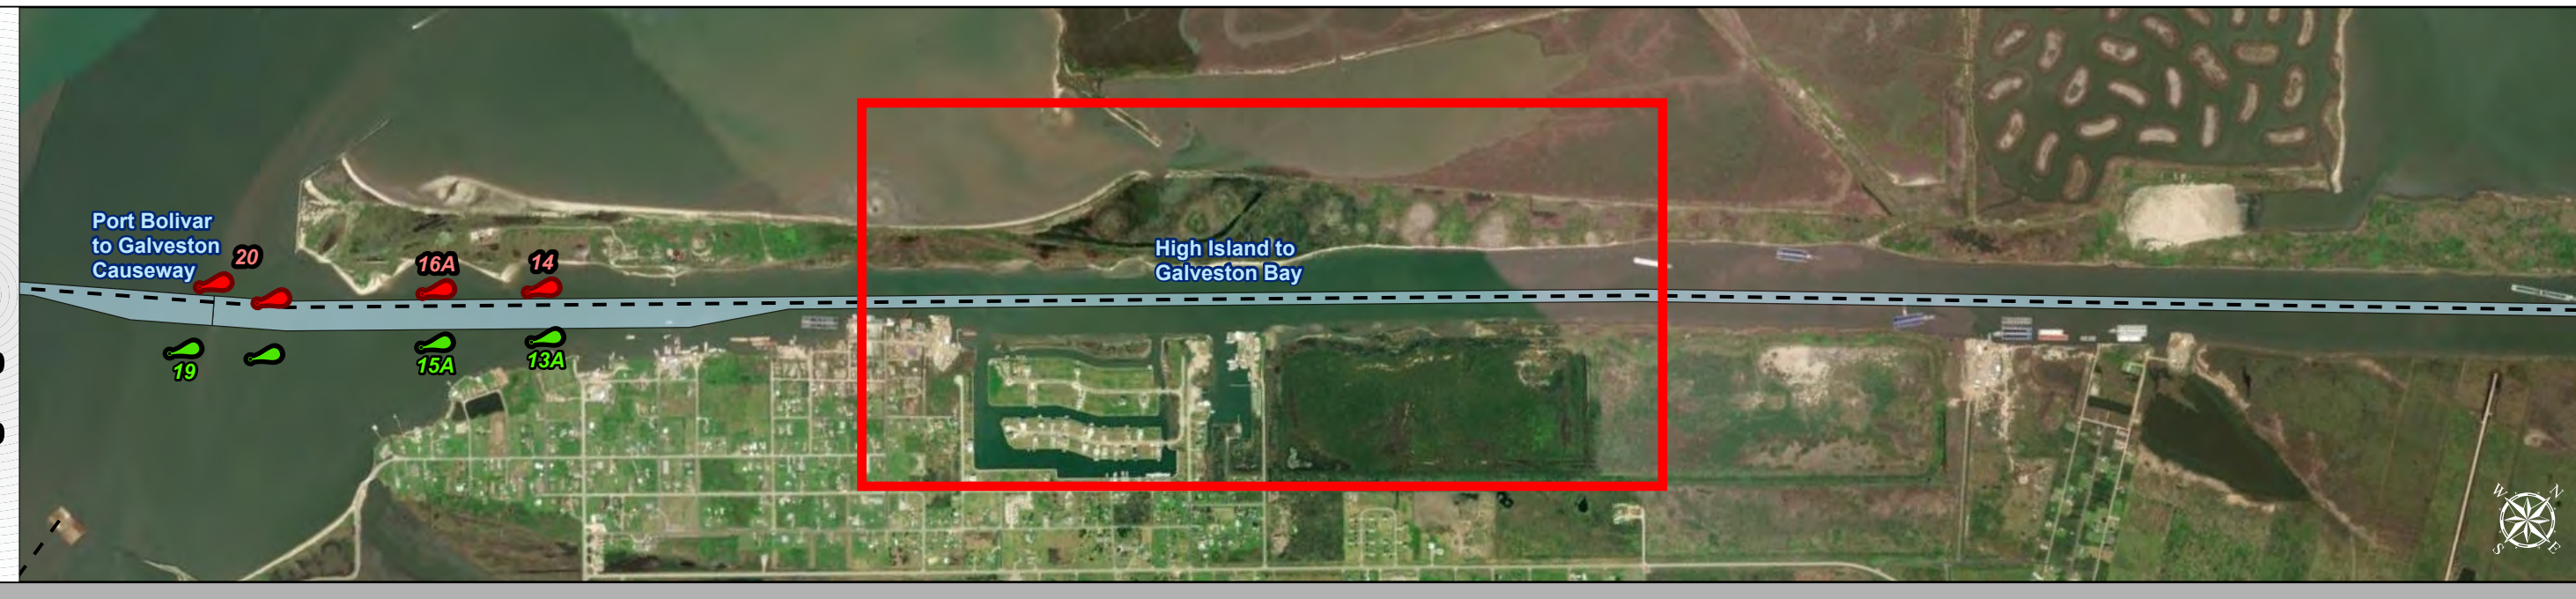 Port Bolivar
to Galveston
Causeway
20
16A
14
High Island to
Galveston Bay
19
15A
13A
W
N
S
E